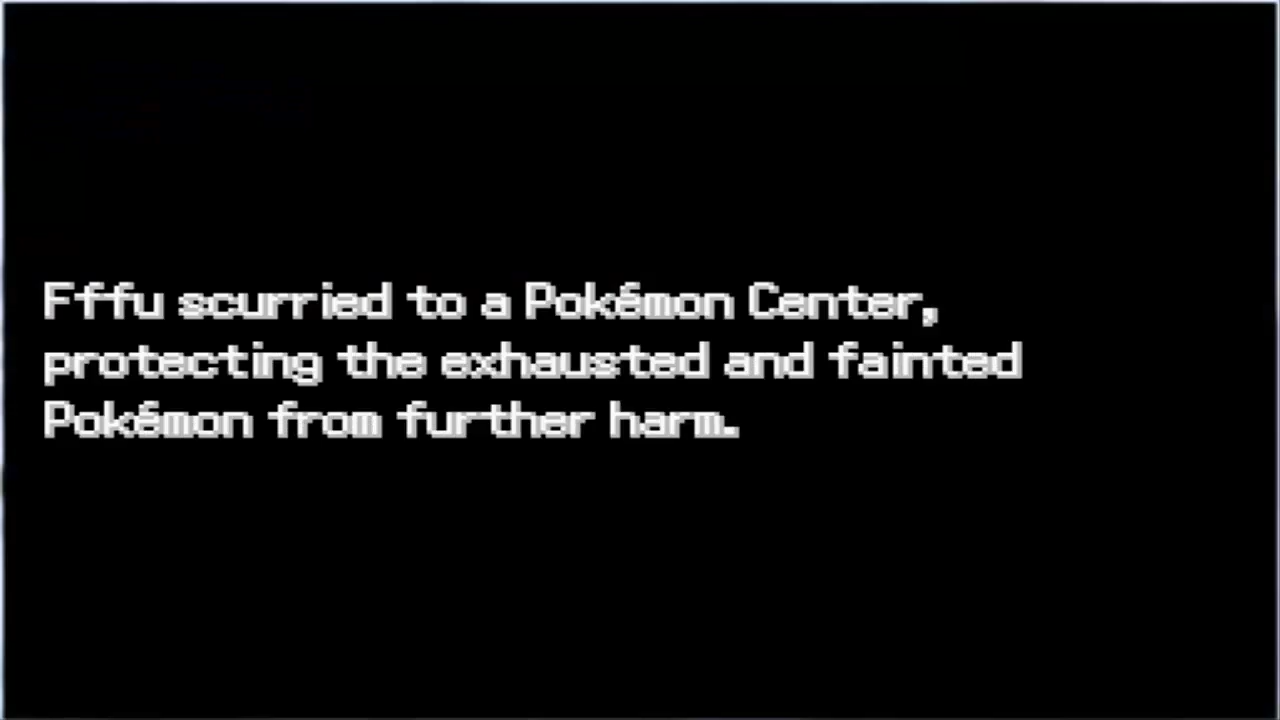 Fffu scurried to a Pokémon Center,
protecting the exhausted and fainted
Pokémon from further harm.